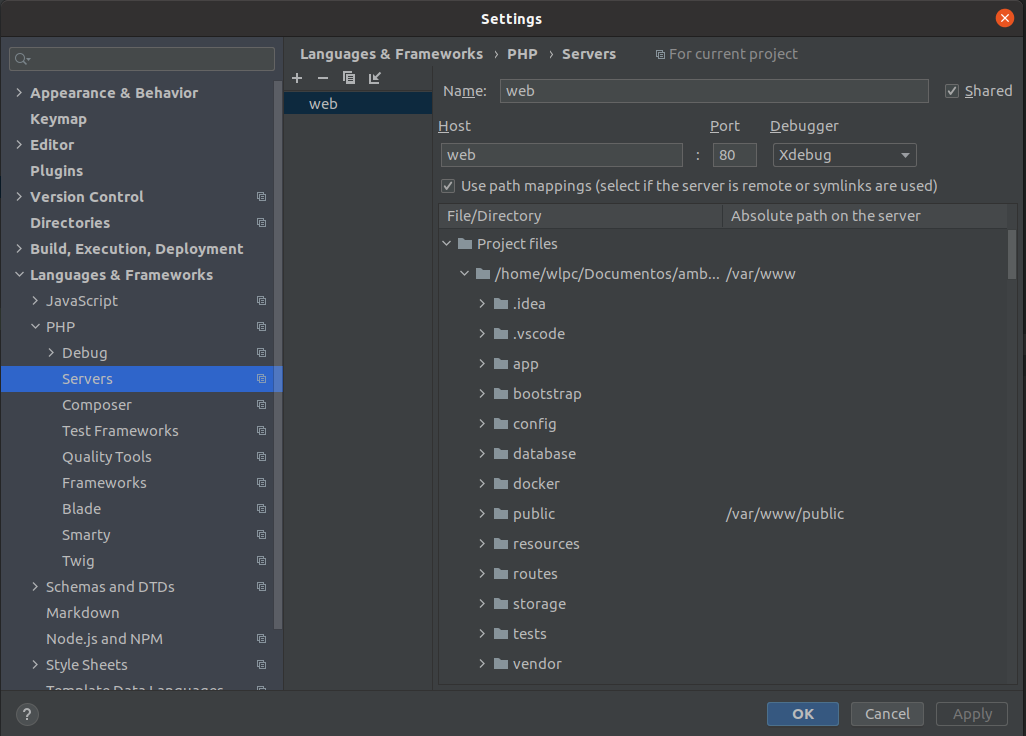 Settings
Appearance & Behavior
Keymap
Editor
Plugins
Version Control
Directories
Build, Execution, Deployment
Languages & Frameworks
JavaScript
PHP
Debug
Servers
Composer
Test Frameworks
Quality Tools
Frameworks
Blade
Smarty
Twig
Schemas and DTDs
Markdown
Node.js and NPM
Style Sheets
Template Data Languages
Languages & Frameworks › PHP › Servers For current project
web
Name: web Shared
Host Port Debugger
web : 80 Xdebug
Use path mappings (select if the server is remote or symlinks are used)
File/Directory Absolute path on the server
Project files
/home/wlpc/Documentos/amb... /var/www
.idea
.vscode
app
bootstrap
config
database
docker
public /var/www/public
resources
routes
storage
tests
vendor
? OK Cancel Apply